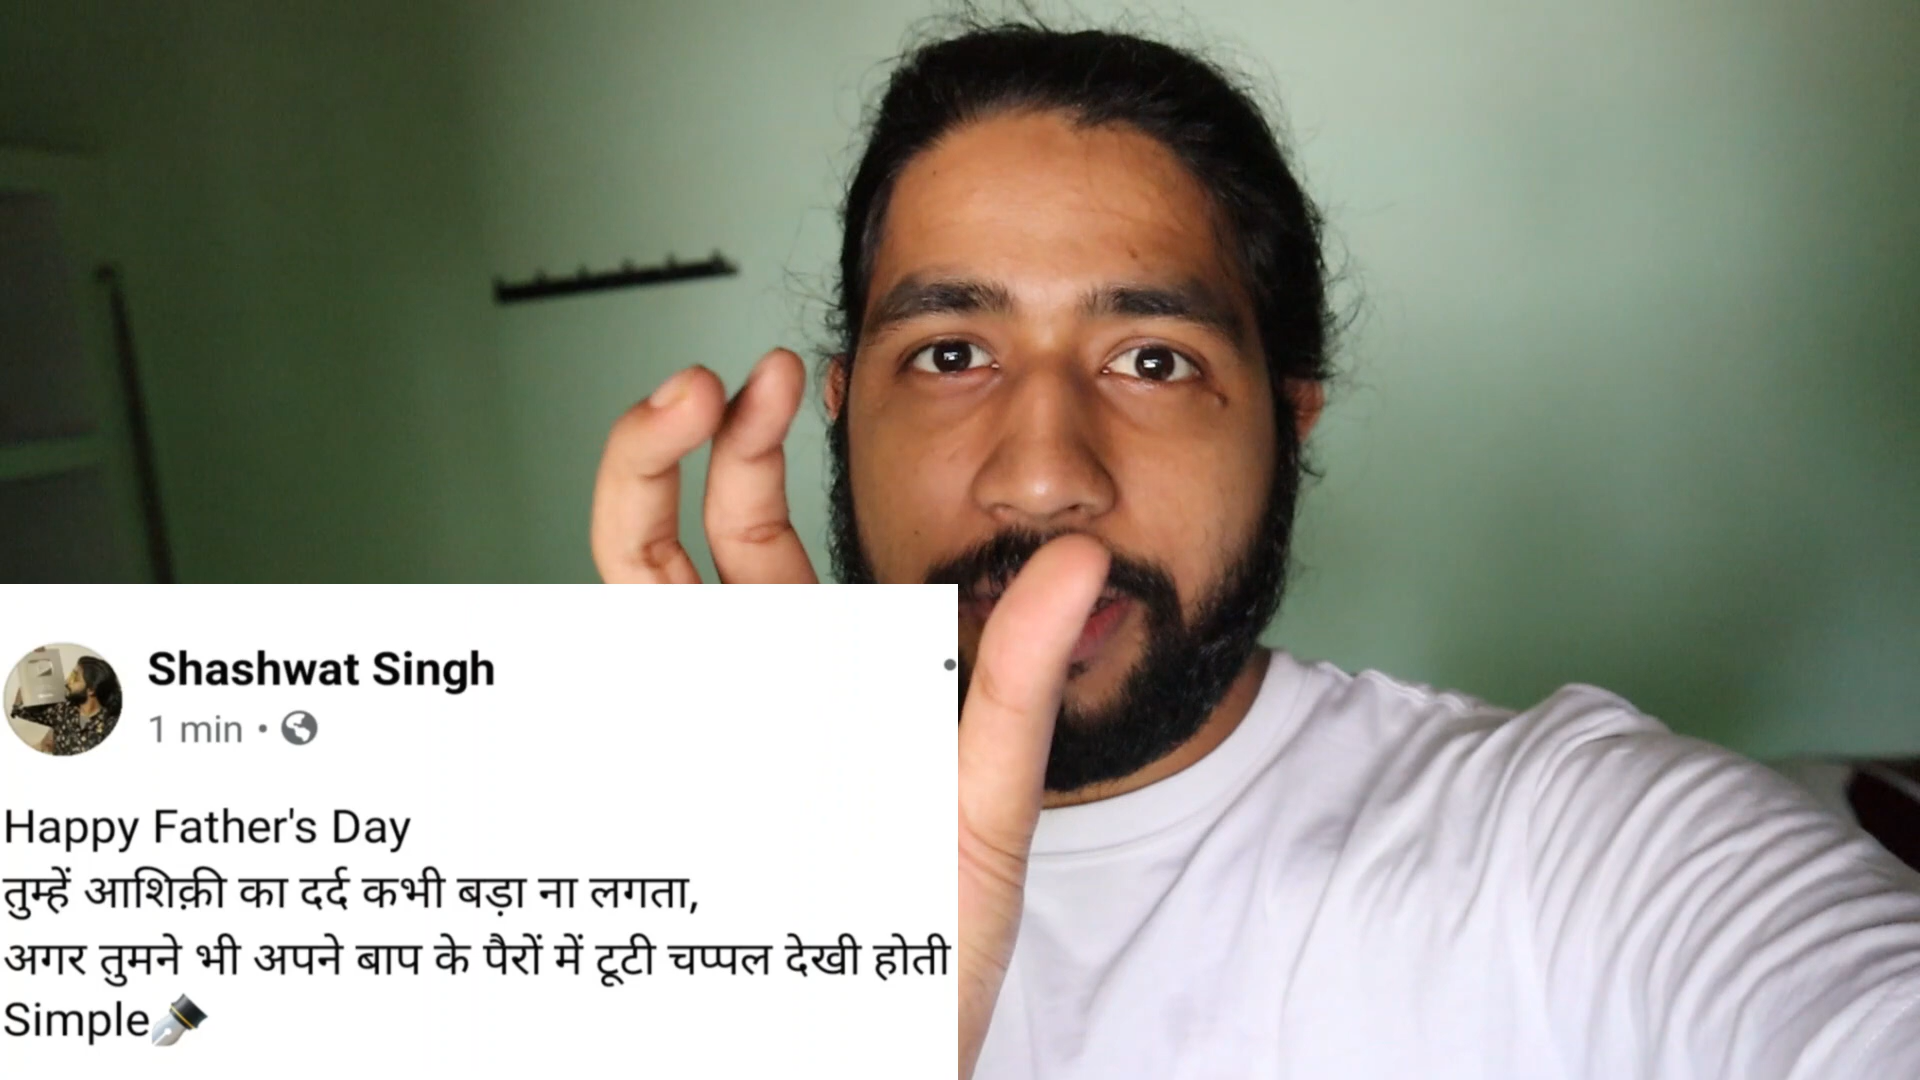 Shashwat Singh
1 min •
Happy Father's Day
तुम्हें आशिक़ी का दर्द कभी बड़ा ना लगता,
अगर तुमने भी अपने बाप के पैरों में टूटी चप्पल देखी होती
Simple✒️